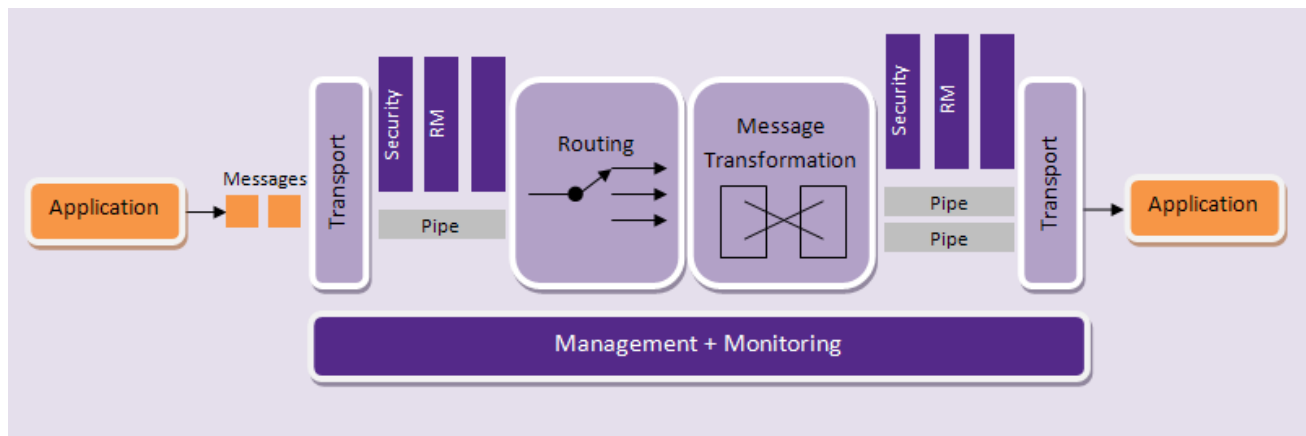 Application
Messages
Transport
Security
RM
Pipe
Routing
Message
Transformation
Security
RM
Pipe
Pipe
Transport
Application
Management + Monitoring